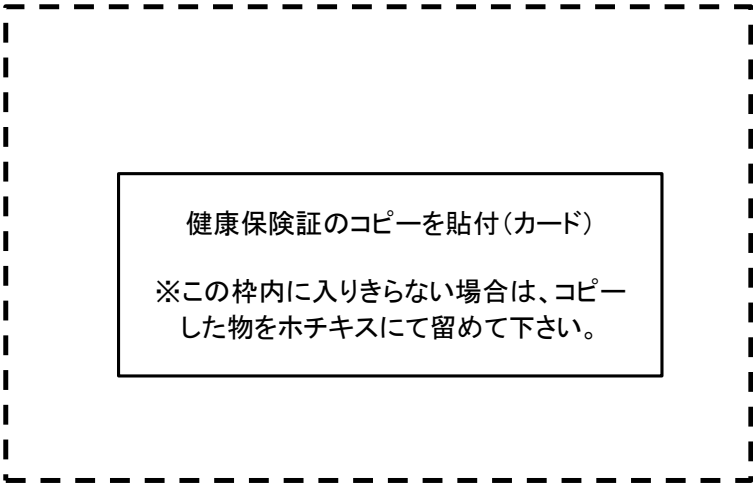 健康保険証のコピーを貼付（カード）
※この枠内に入りきらない場合は、コピー
した物をホチキスにて留めて下さい。